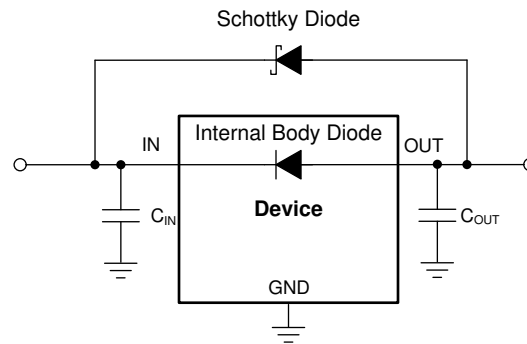 Schottky Diode
Internal Body Diode
IN
OUT
C_IN
Device
C_OUT
GND